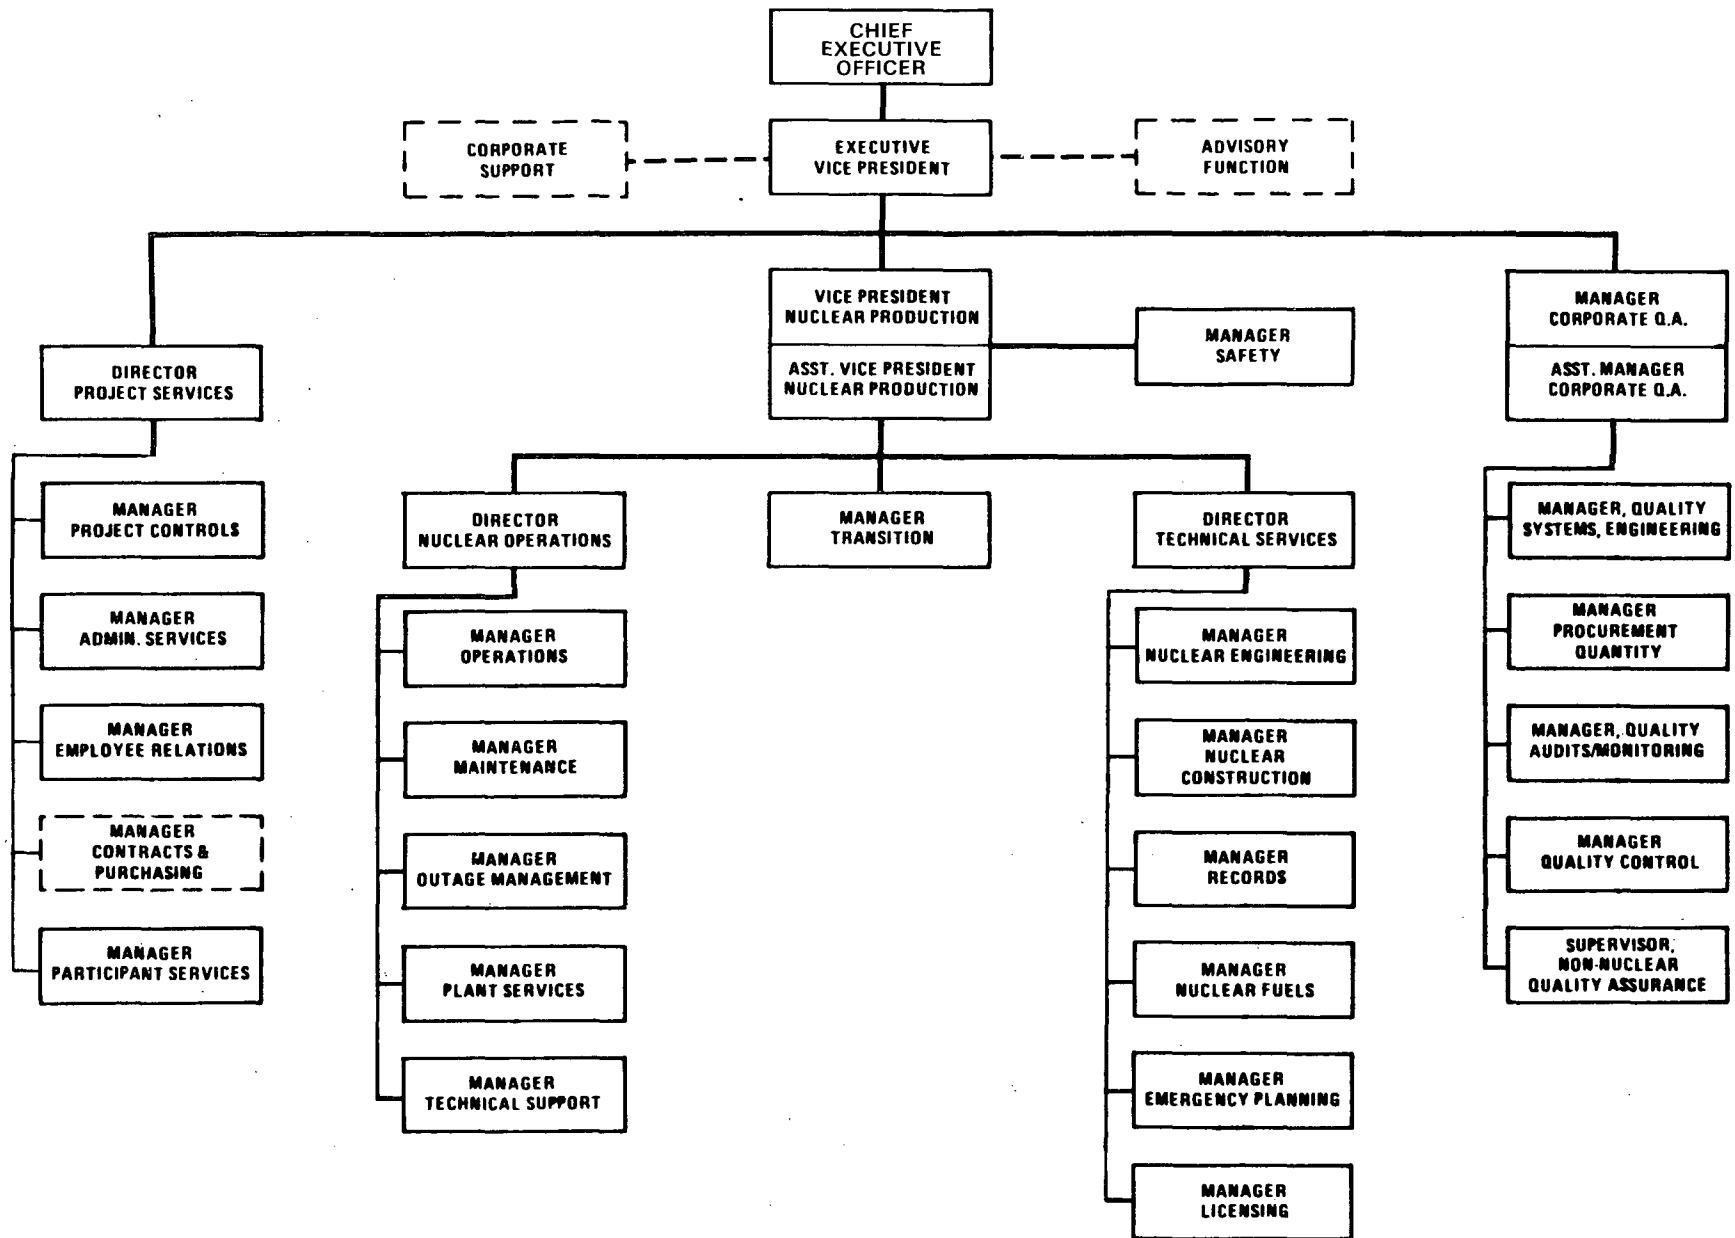 CHIEF
EXECUTIVE
OFFICER
CORPORATE
SUPPORT
EXECUTIVE
VICE PRESIDENT
ADVISORY
FUNCTION
DIRECTOR
PROJECT SERVICES
VICE PRESIDENT
NUCLEAR PRODUCTION
ASST. VICE PRESIDENT
NUCLEAR PRODUCTION
MANAGER
SAFETY
MANAGER
CORPORATE Q.A.
ASST. MANAGER
CORPORATE Q.A.
MANAGER
PROJECT CONTROLS
MANAGER
ADMIN. SERVICES
MANAGER
EMPLOYEE RELATIONS
MANAGER
CONTRACTS &
PURCHASING
MANAGER
PARTICIPANT SERVICES
DIRECTOR
NUCLEAR OPERATIONS
MANAGER
OPERATIONS
MANAGER
MAINTENANCE
MANAGER
OUTAGE MANAGEMENT
MANAGER
PLANT SERVICES
MANAGER
TECHNICAL SUPPORT
MANAGER
TRANSITION
DIRECTOR
TECHNICAL SERVICES
MANAGER
NUCLEAR ENGINEERING
MANAGER
NUCLEAR
CONSTRUCTION
MANAGER
RECORDS
MANAGER
NUCLEAR FUELS
MANAGER
EMERGENCY PLANNING
MANAGER
LICENSING
MANAGER, QUALITY
SYSTEMS, ENGINEERING
MANAGER
PROCUREMENT
QUANTITY
MANAGER, QUALITY
AUDITS/MONITORING
MANAGER
QUALITY CONTROL
SUPERVISOR,
NON-NUCLEAR
QUALITY ASSURANCE